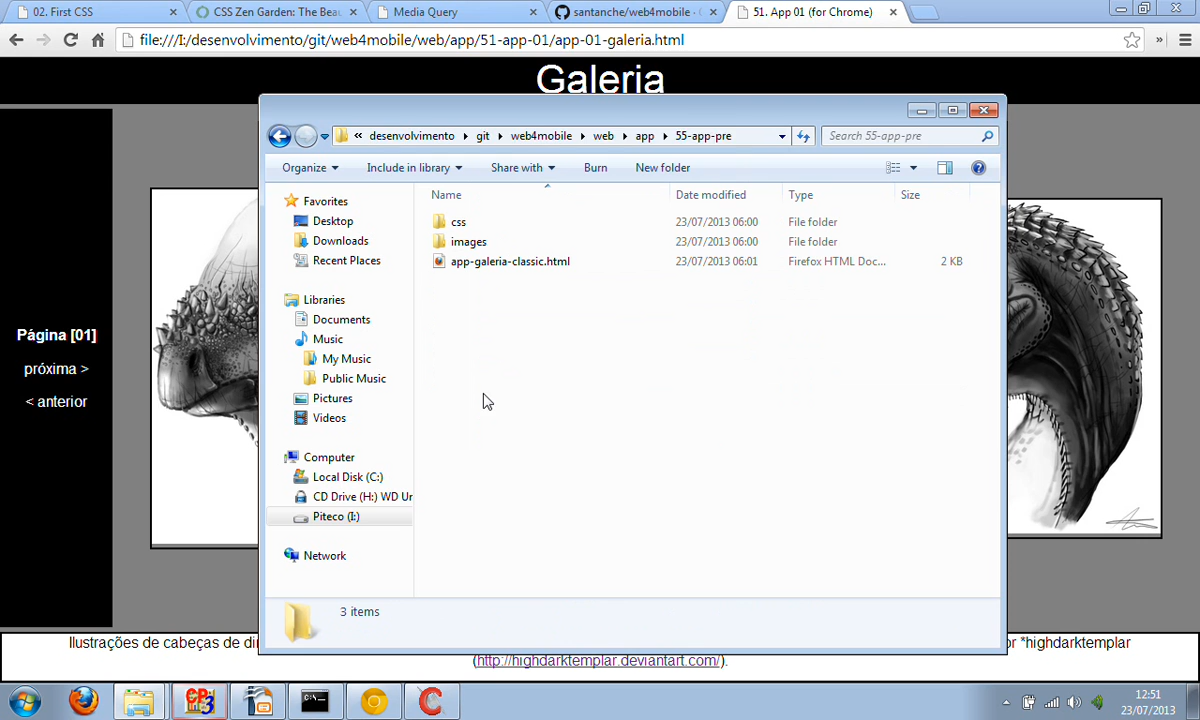 02. First CSS
CSS Zen Garden: The Beau
Media Query
santanche/web4mobile ·
51. App 01 (for Chrome)
file:///I:/desenvolvimento/git/web4mobile/web/app/51-app-01/app-01-galeria.html
Galeria
« desenvolvimento git web4mobile web app 55-app-pre
Search 55-app-pre
Organize Include in library Share with Burn New folder
Name Date modified Type Size
css 23/07/2013 06:00 File folder
images 23/07/2013 06:00 File folder
app-galeria-classic.html 23/07/2013 06:01 Firefox HTML Doc... 2 KB
Favorites
Desktop
Downloads
Recent Places
Libraries
Documents
Music
My Music
Public Music
Pictures
Videos
Computer
Local Disk (C:)
CD Drive (H:) WD Ur
Piteco (I:)
Network
3 items
Página [01]
próxima >
< anterior
Ilustrações de cabeças de di
or *highdarktemplar
(http://highdarktemplar.deviantart.com/).
12:51
23/07/2013